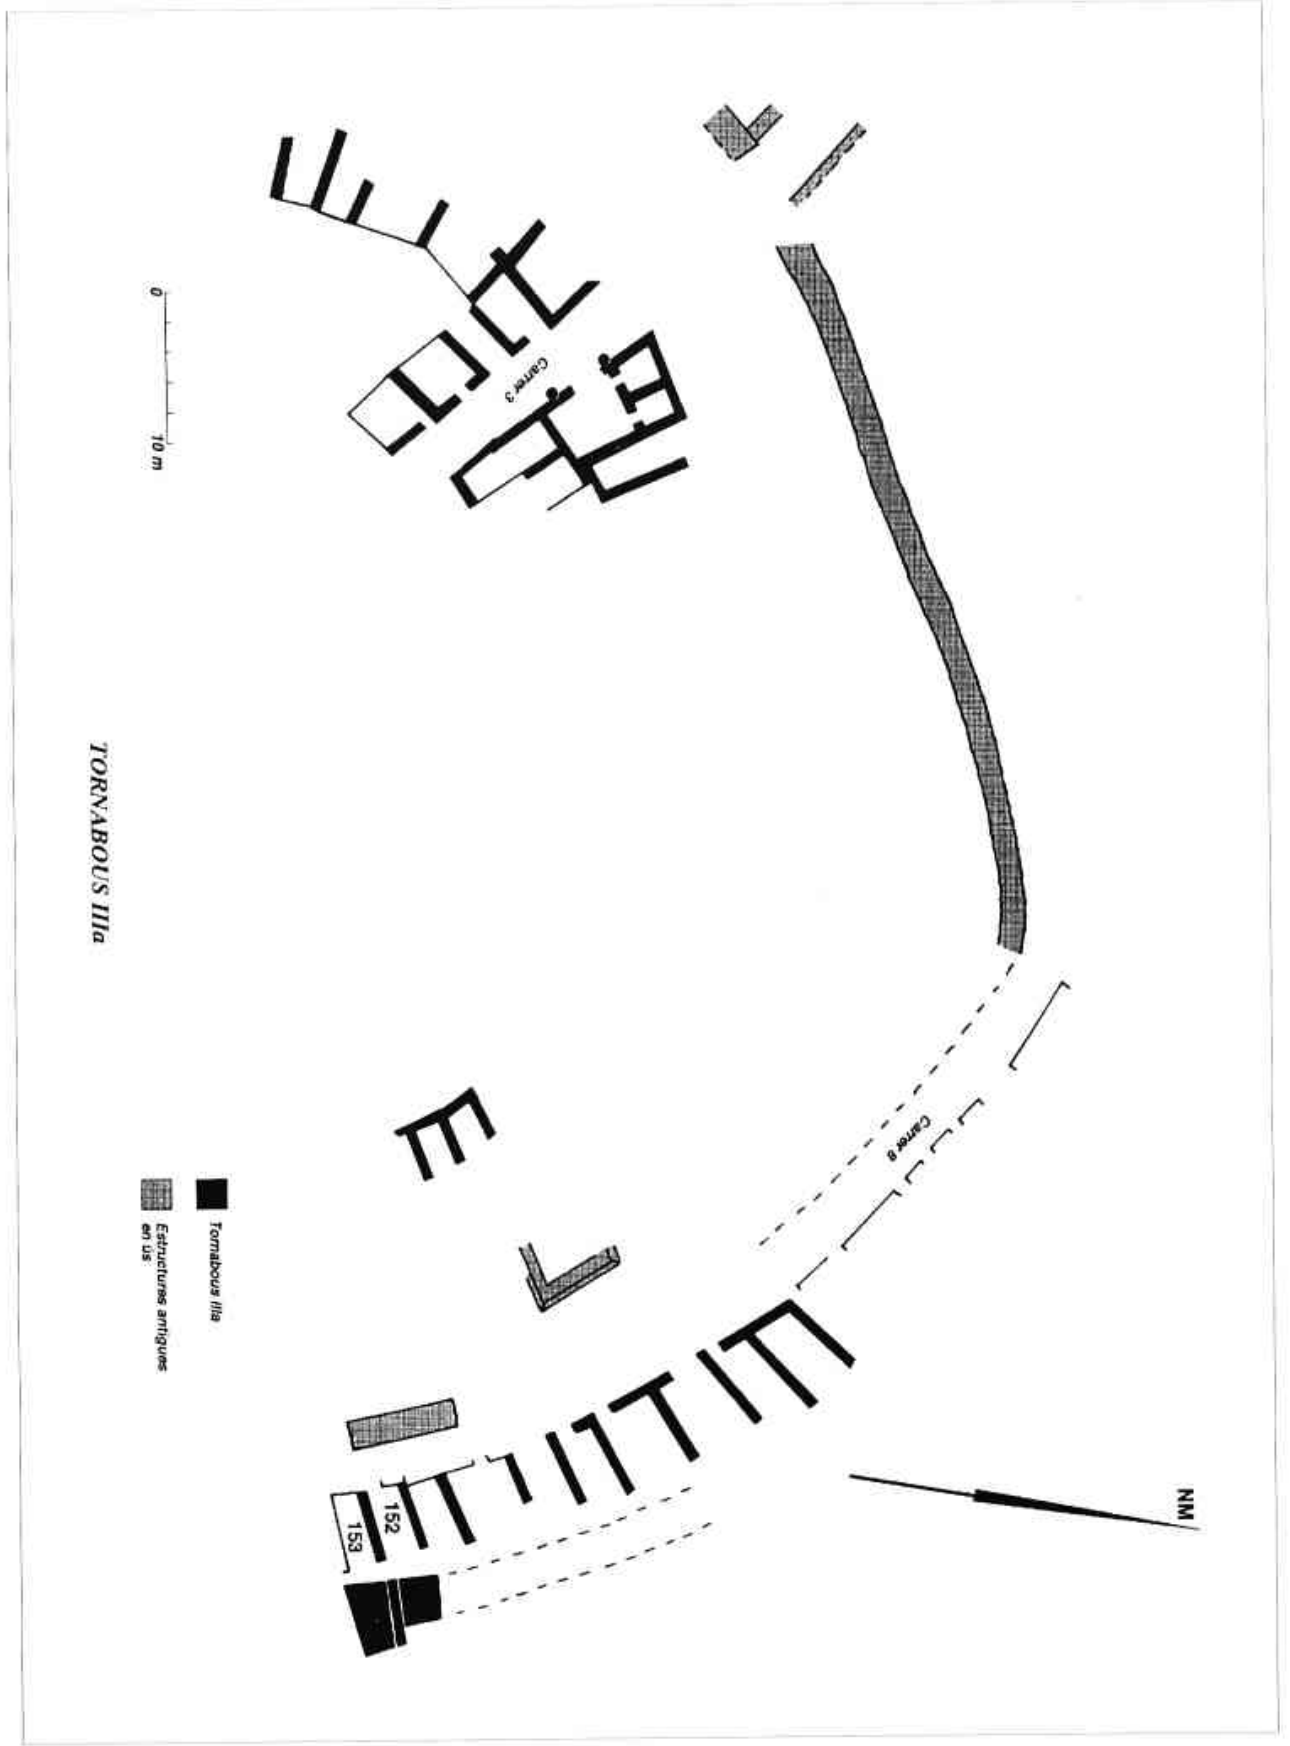 NM
Carrer 3
Carrer 8
152
153
0 10 m
Tornabous IIIa
Estructures antigues
en ús
TORNABOUS IIIa